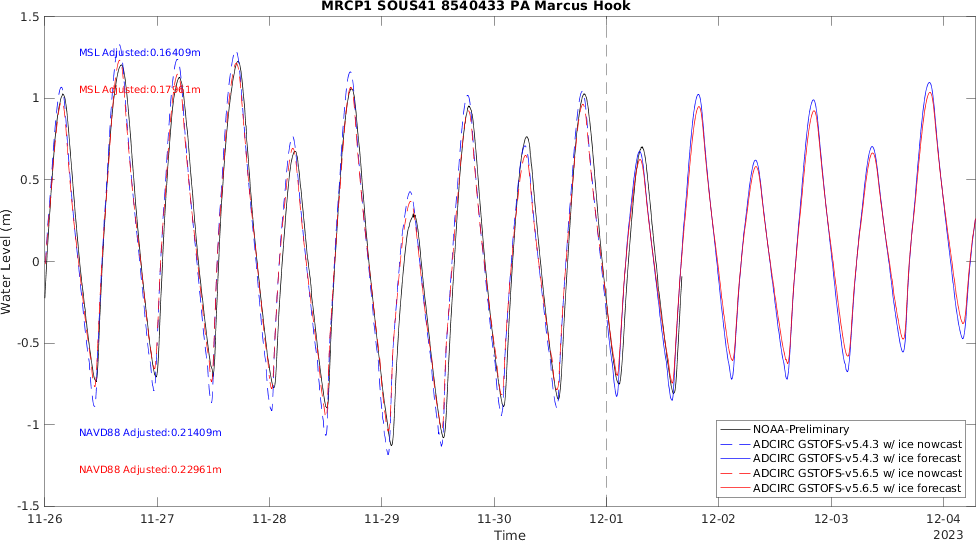 MRCP1 SOUS41 8540433 PA Marcus Hook
1.5
MSL Adjusted:0.16409m
MSL Adjusted:0.17961m
1
0.5
0
-0.5
-1
-1.5
Water Level (m)
NAVD88 Adjusted:0.21409m
NAVD88 Adjusted:0.22961m
NOAA-Preliminary
ADCIRC GSTOFS-v5.4.3 w/ ice nowcast
ADCIRC GSTOFS-v5.4.3 w/ ice forecast
ADCIRC GSTOFS-v5.6.5 w/ ice nowcast
ADCIRC GSTOFS-v5.6.5 w/ ice forecast
11-26 11-27 11-28 11-29 11-30 12-01 12-02 12-03 12-04
Time
2023